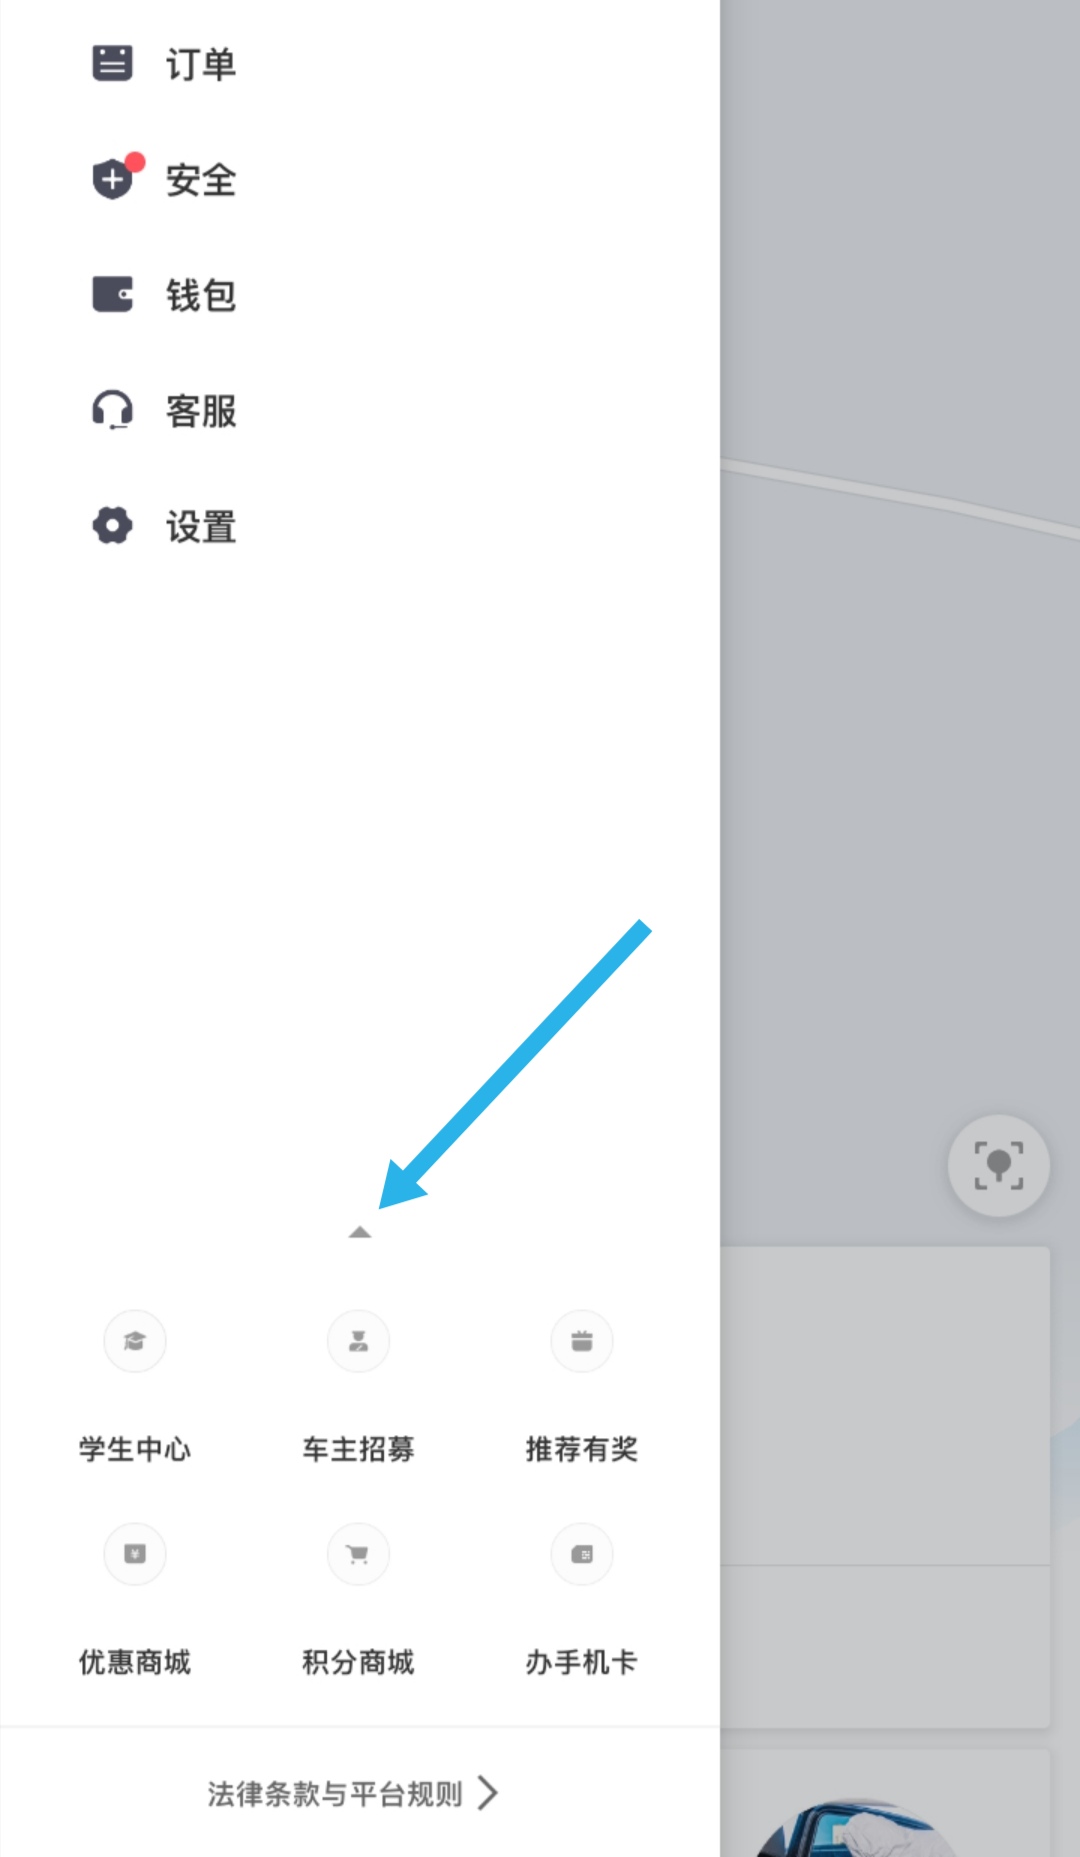 订单
安全
钱包
客服
设置
学生中心 车主招募 推荐有奖
优惠商城 积分商城 办手机卡
法律条款与平台规则